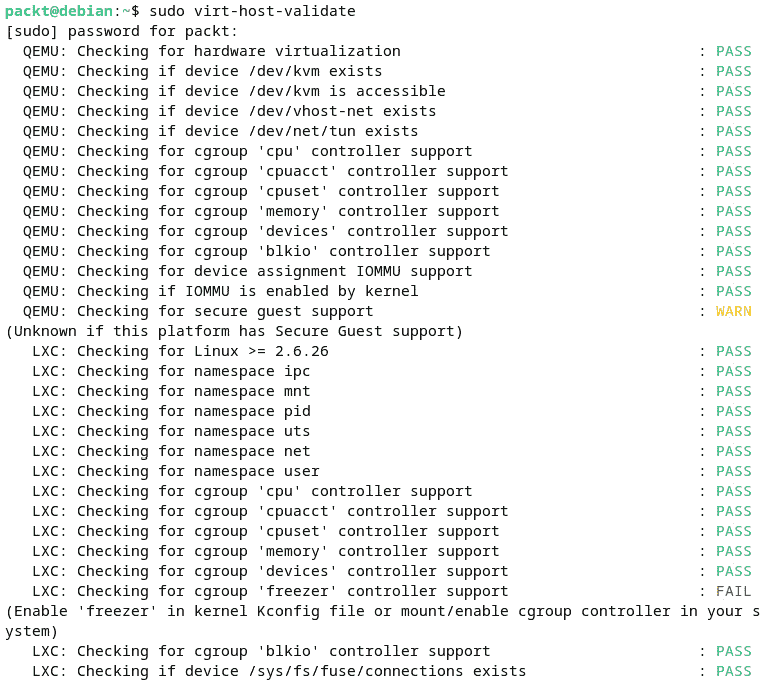 packt@debian:~$ sudo virt-host-validate
[sudo] password for packt:
QEMU: Checking for hardware virtualization : PASS
QEMU: Checking if device /dev/kvm exists : PASS
QEMU: Checking if device /dev/kvm is accessible : PASS
QEMU: Checking if device /dev/vhost-net exists : PASS
QEMU: Checking if device /dev/net/tun exists : PASS
QEMU: Checking for cgroup 'cpu' controller support : PASS
QEMU: Checking for cgroup 'cpuacct' controller support : PASS
QEMU: Checking for cgroup 'cpuset' controller support : PASS
QEMU: Checking for cgroup 'memory' controller support : PASS
QEMU: Checking for cgroup 'devices' controller support : PASS
QEMU: Checking for cgroup 'blkio' controller support : PASS
QEMU: Checking for device assignment IOMMU support : PASS
QEMU: Checking if IOMMU is enabled by kernel : PASS
QEMU: Checking for secure guest support : WARN
(Unknown if this platform has Secure Guest support)
LXC: Checking for Linux >= 2.6.26 : PASS
LXC: Checking for namespace ipc : PASS
LXC: Checking for namespace mnt : PASS
LXC: Checking for namespace pid : PASS
LXC: Checking for namespace uts : PASS
LXC: Checking for namespace net : PASS
LXC: Checking for namespace user : PASS
LXC: Checking for cgroup 'cpu' controller support : PASS
LXC: Checking for cgroup 'cpuacct' controller support : PASS
LXC: Checking for cgroup 'cpuset' controller support : PASS
LXC: Checking for cgroup 'memory' controller support : PASS
LXC: Checking for cgroup 'devices' controller support : PASS
LXC: Checking for cgroup 'freezer' controller support : FAIL
(Enable 'freezer' in kernel Kconfig file or mount/enable cgroup controller in your s
ystem)
LXC: Checking for cgroup 'blkio' controller support : PASS
LXC: Checking if device /sys/fs/fuse/connections exists : PASS